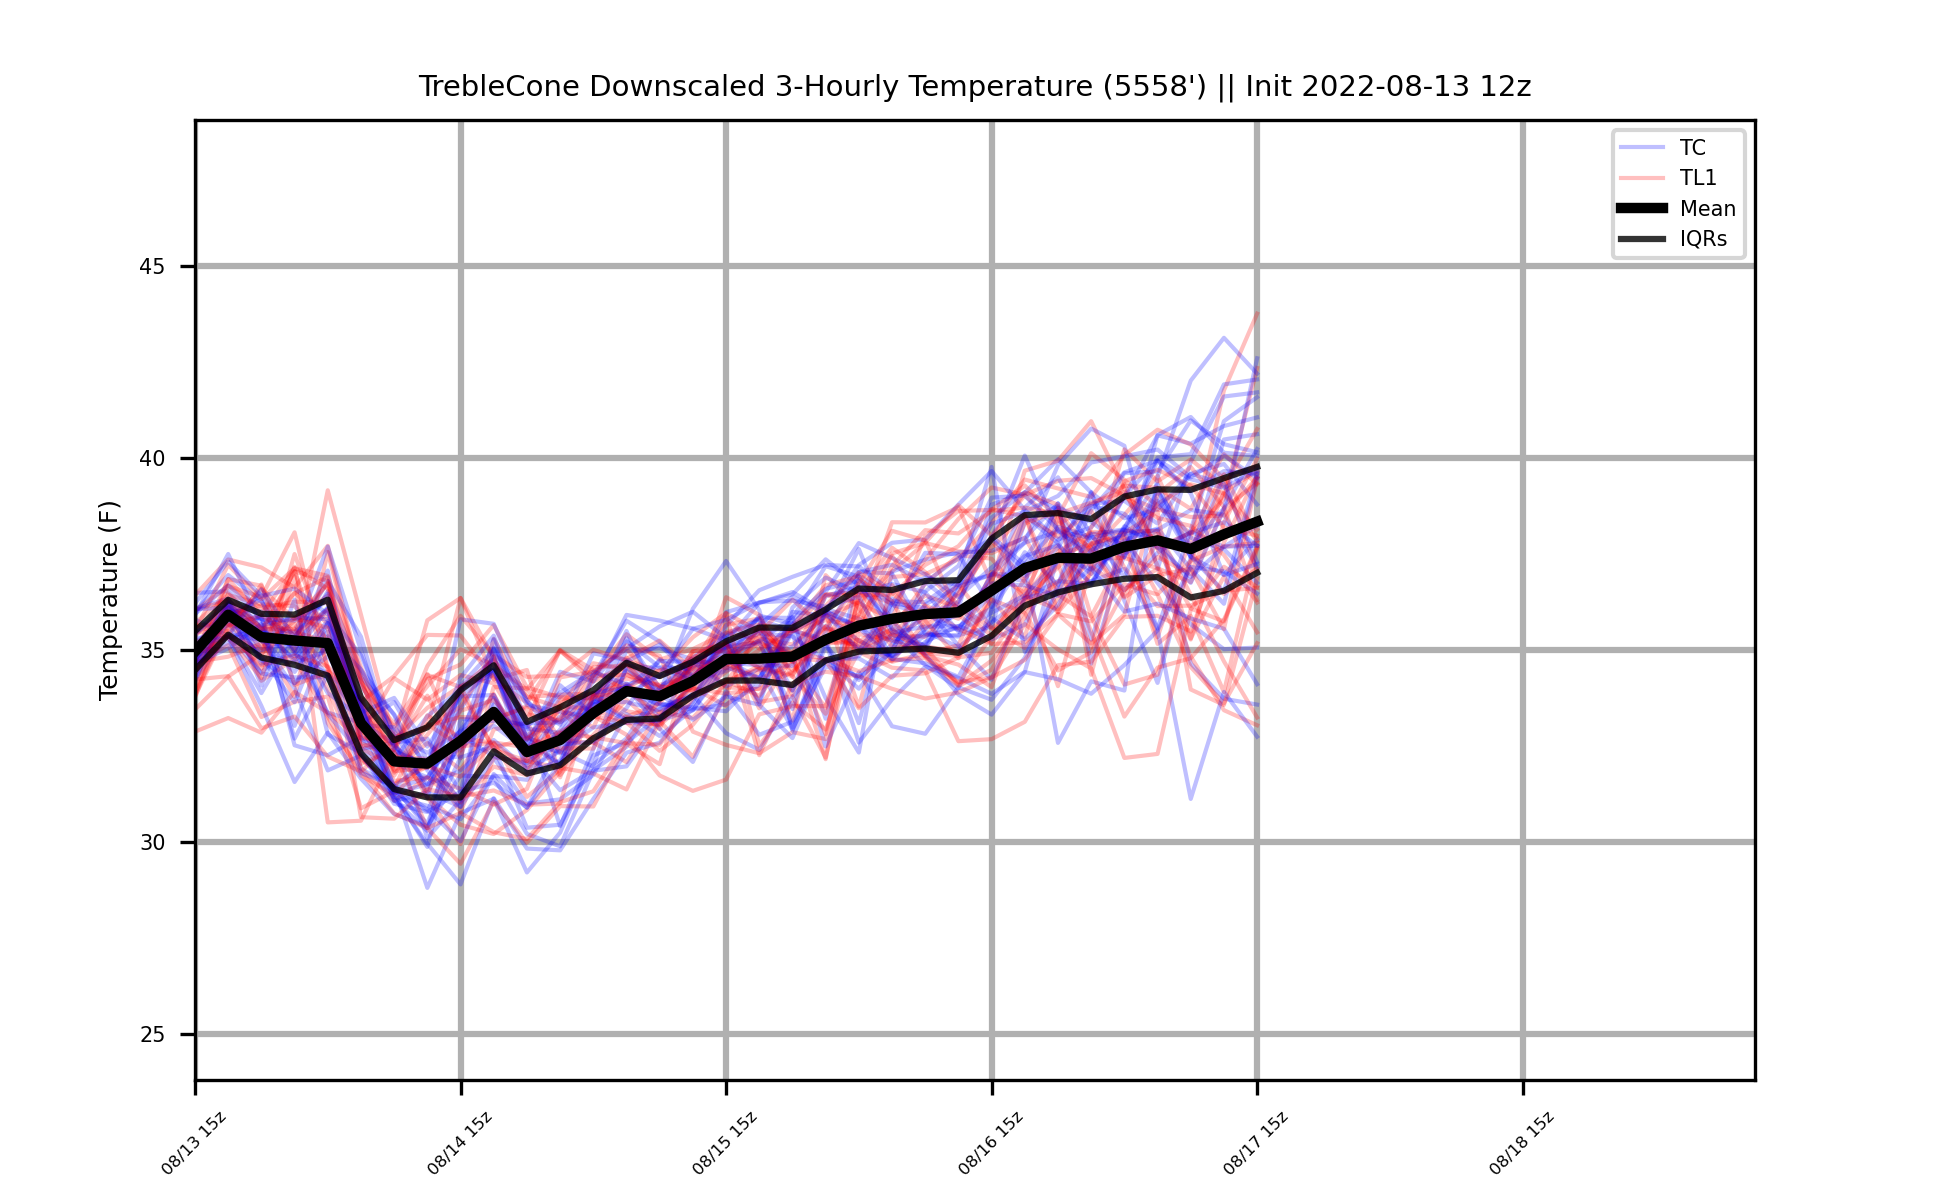 TrebleCone Downscaled 3-Hourly Temperature (5558') || Init 2022-08-13 12z
TC
TL1
Mean
IQRs
Temperature (F)
45
40
35
30
25
08/13 15z
08/14 15z
08/15 15z
08/16 15z
08/17 15z
08/18 15z